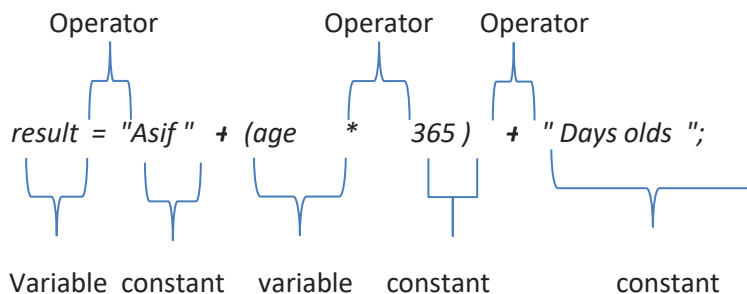 Operator Operator Operator
result = "Asif " + (age * 365 ) + " Days olds ";
Variable constant variable constant constant